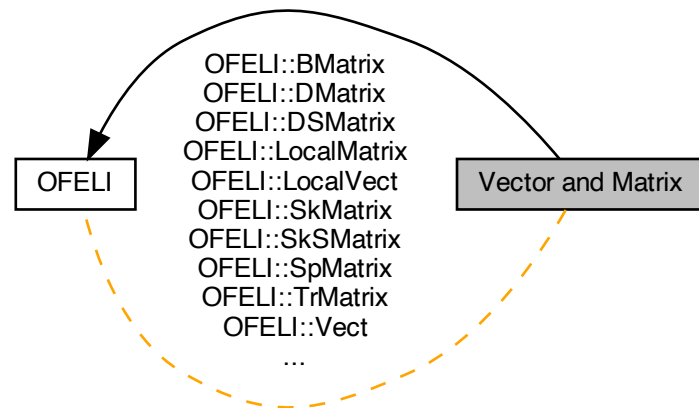 OFELI::BMatrix
OFELI::DMatrix
OFELI::DSMatrix
OFELI::LocalMatrix
OFELI
OFELI::LocalVect
Vector and Matrix
OFELI::SkMatrix
OFELI::SkSMatrix
OFELI::SpMatrix
OFELI::TrMatrix
OFELI::Vect
...